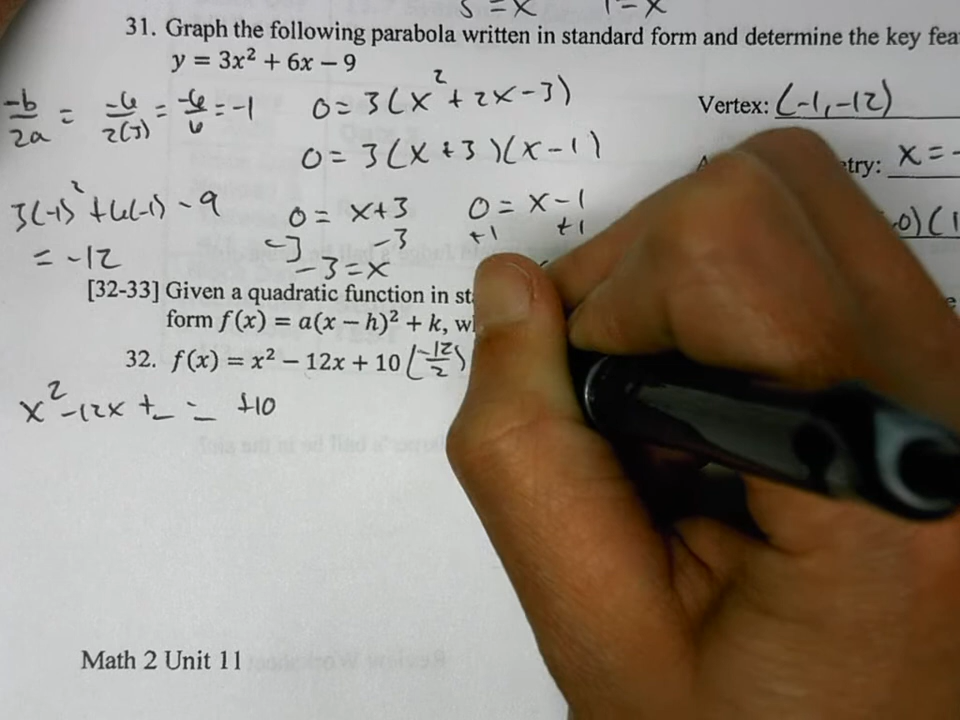 31. Graph the following parabola written in standard form and determine the key
y = 3x² + 6x − 9
-b/2a = -6/2(3) = -6/6 = -1
0 = 3(x² + 2x - 3)
Vertex: (-1, -12)
0 = 3(x + 3)(x - 1)
x =
3(-1)² + 6(-1) - 9
0 = x+3
0 = x - 1
-3 -3
+1 +1
= -12
-3 = x
[32-33] Given a quadratic function in
form f(x) = a(x − h)² + k,
32. f(x) = x² − 12x + 10 (-12/2)
x² -12x + _ - _ +10
Math 2 Unit 11